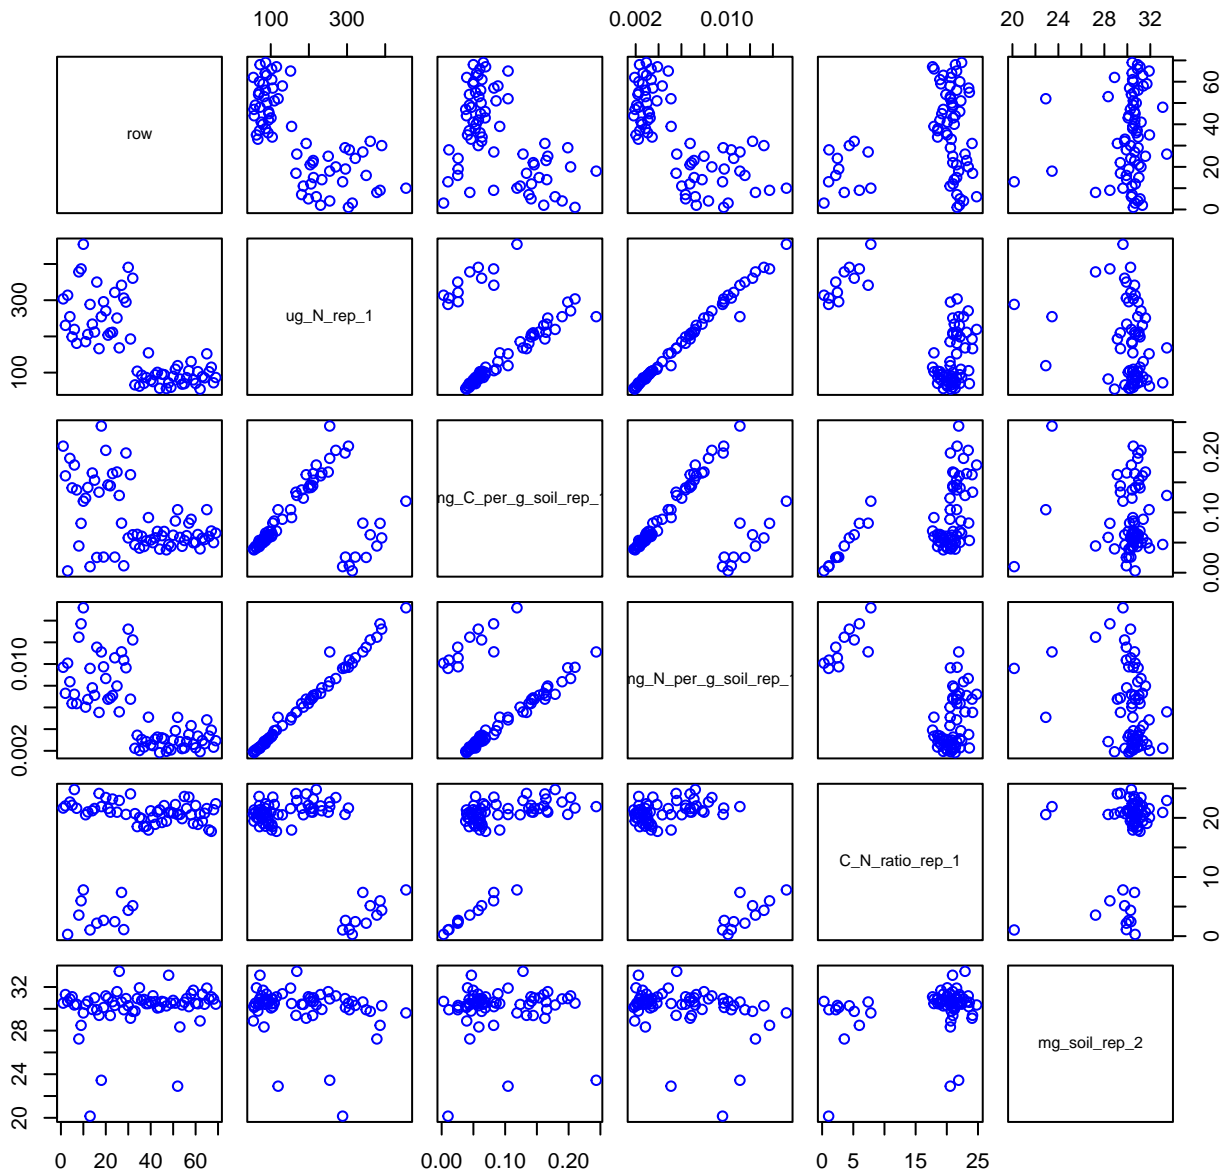 100 300 0.002 0.010 20 24 28 32
row
0 20 40 60
100 300
ug_N_rep_1
ng_C_per_g_soil_rep_1
0.00 0.10 0.20
0.002 0.010
ng_N_per_g_soil_rep_1
C_N_ratio_rep_1
0 10 20
20 24 28 32
mg_soil_rep_2
0 20 40 60 0.00 0.10 0.20 0 5 15 25